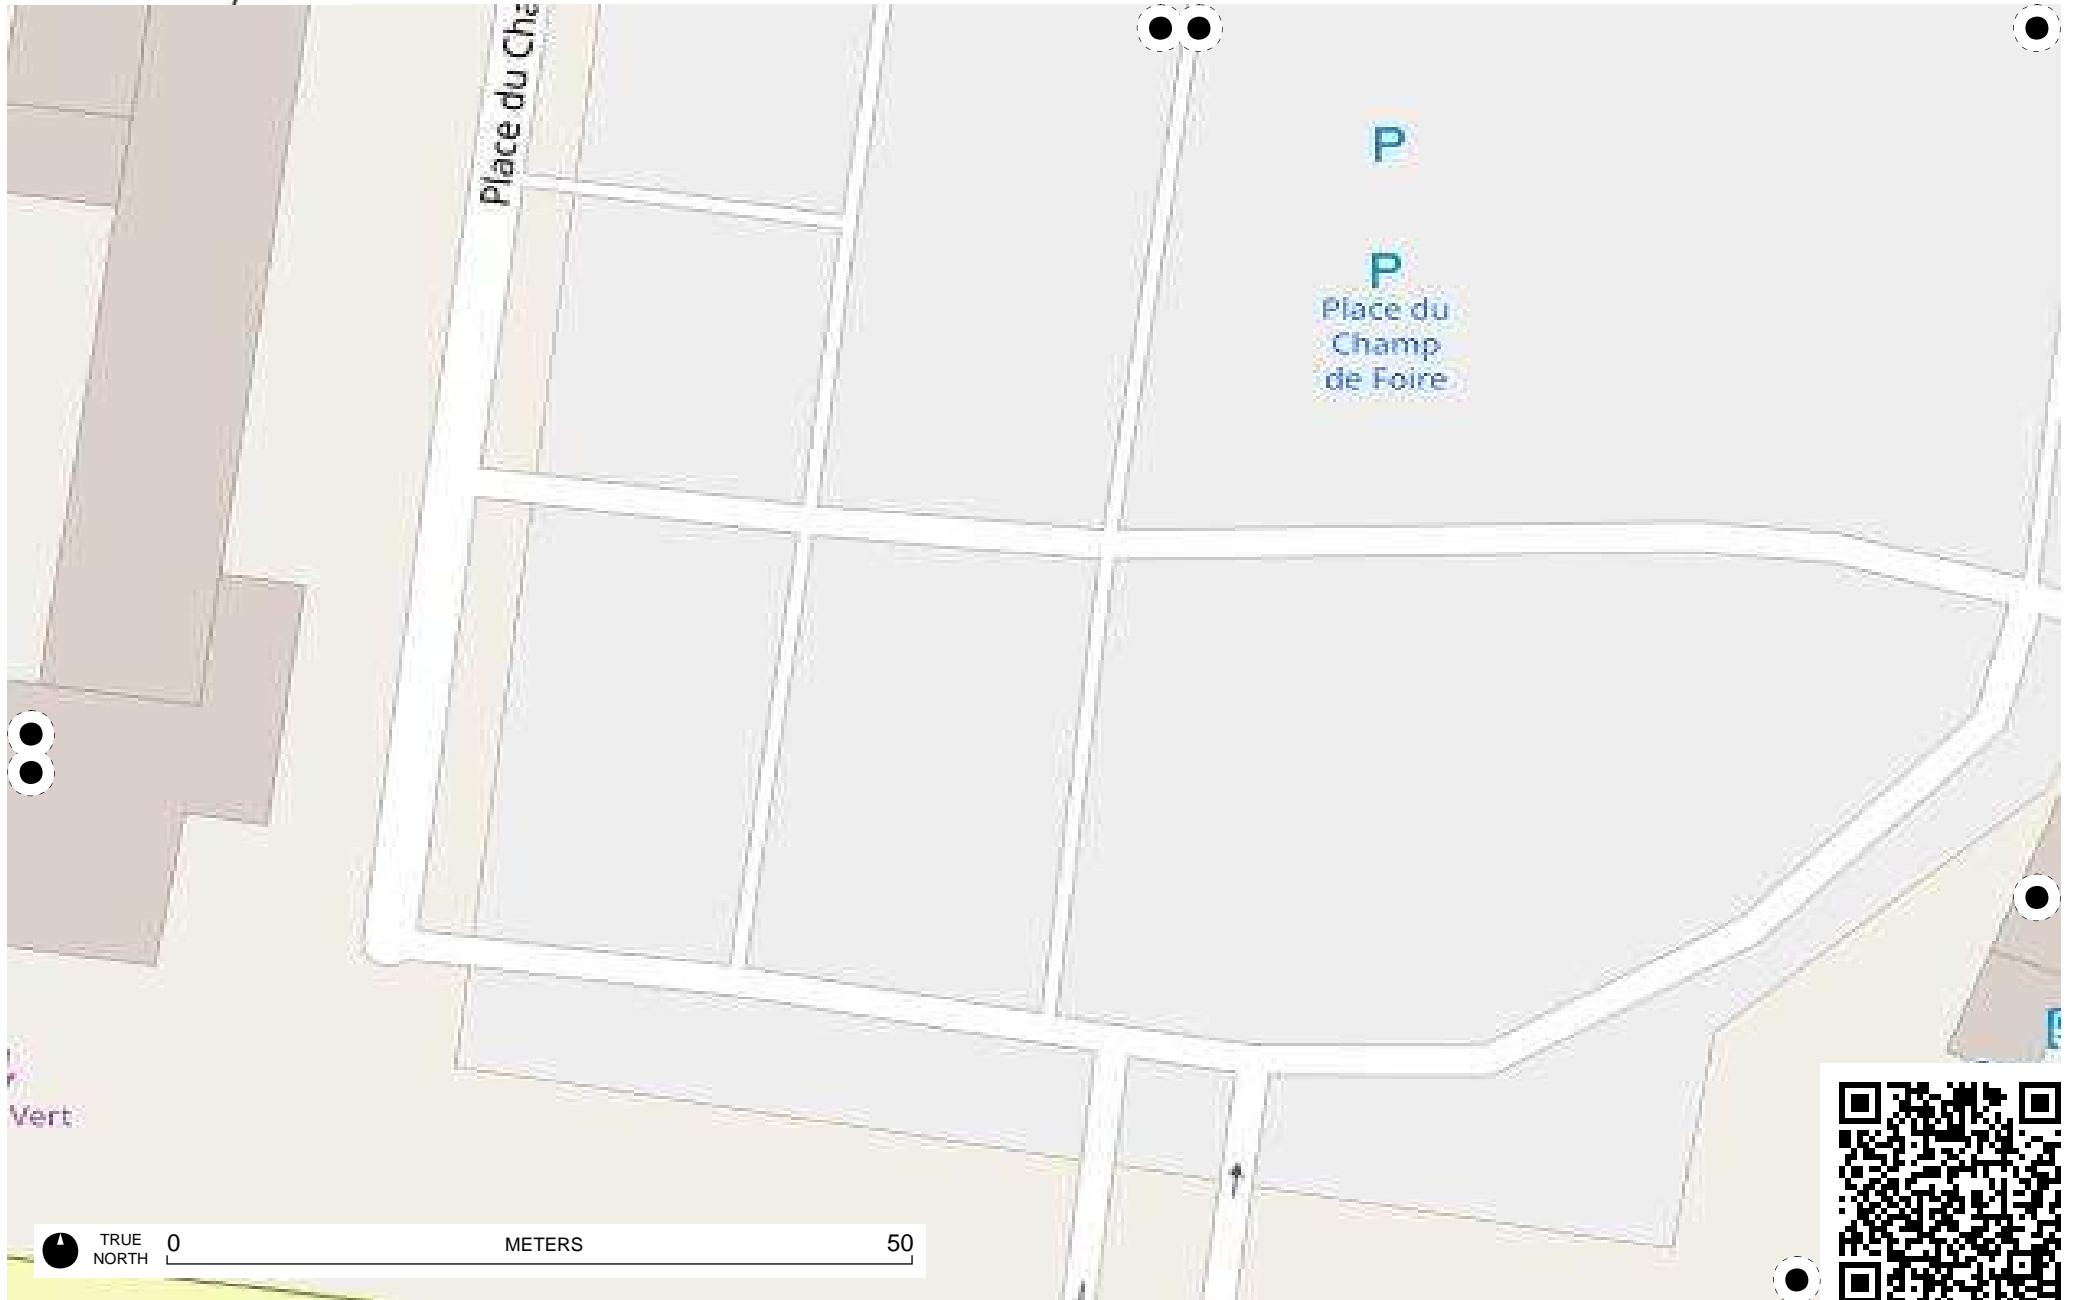 Place du Cha
P
P
Place du
Champ
de Foire
Vert
TRUE
NORTH
0 METERS 50